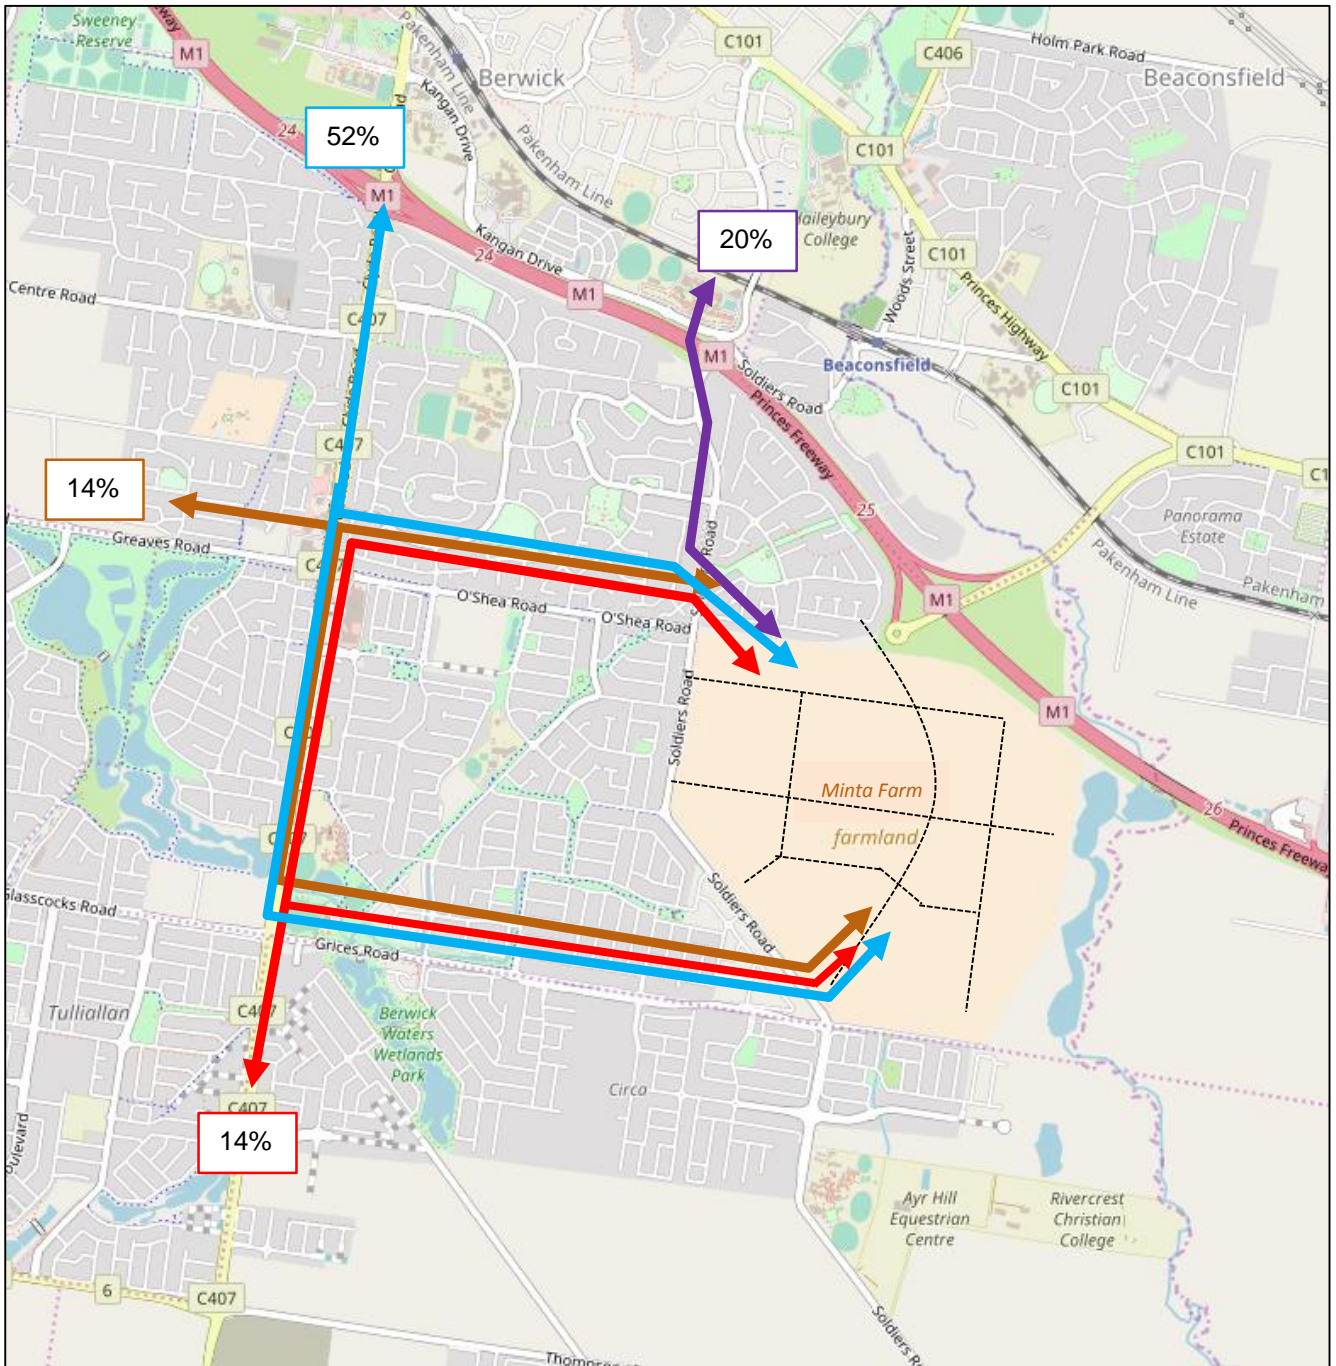 Sweeney
Reserve
M1
Pakenham Line
Berwick
C101
C406
Holm Park Road
Beaconsfield
Kangan Drive
24
52%
Pakenham Line
C101
M1
20%
Haileybury
College
Kangan Drive
24
C101
Woods Street
Princes Highway
Centre Road
M1
C407
M1
Beaconsfield
Soldiers Road
C101
Princes Freeway
C407
C101
14%
25
Panorama
Estate
Greaves Road
Road
Pakenham Line
Pakenham
C407
O'Shea Road
O'Shea Road
M1
Soldiers Road
M1
Minta Farm
farmland
26
Princes Freeway
Soldiers Road
Glasscocks Road
Grices Road
Tulliallan
C407
Berwick
Waters
Wetlands
Park
Circa
C407
14%
Ayr Hill
Equestrian
Centre
Rivercrest
Christian
College
6
C407
Soldiers